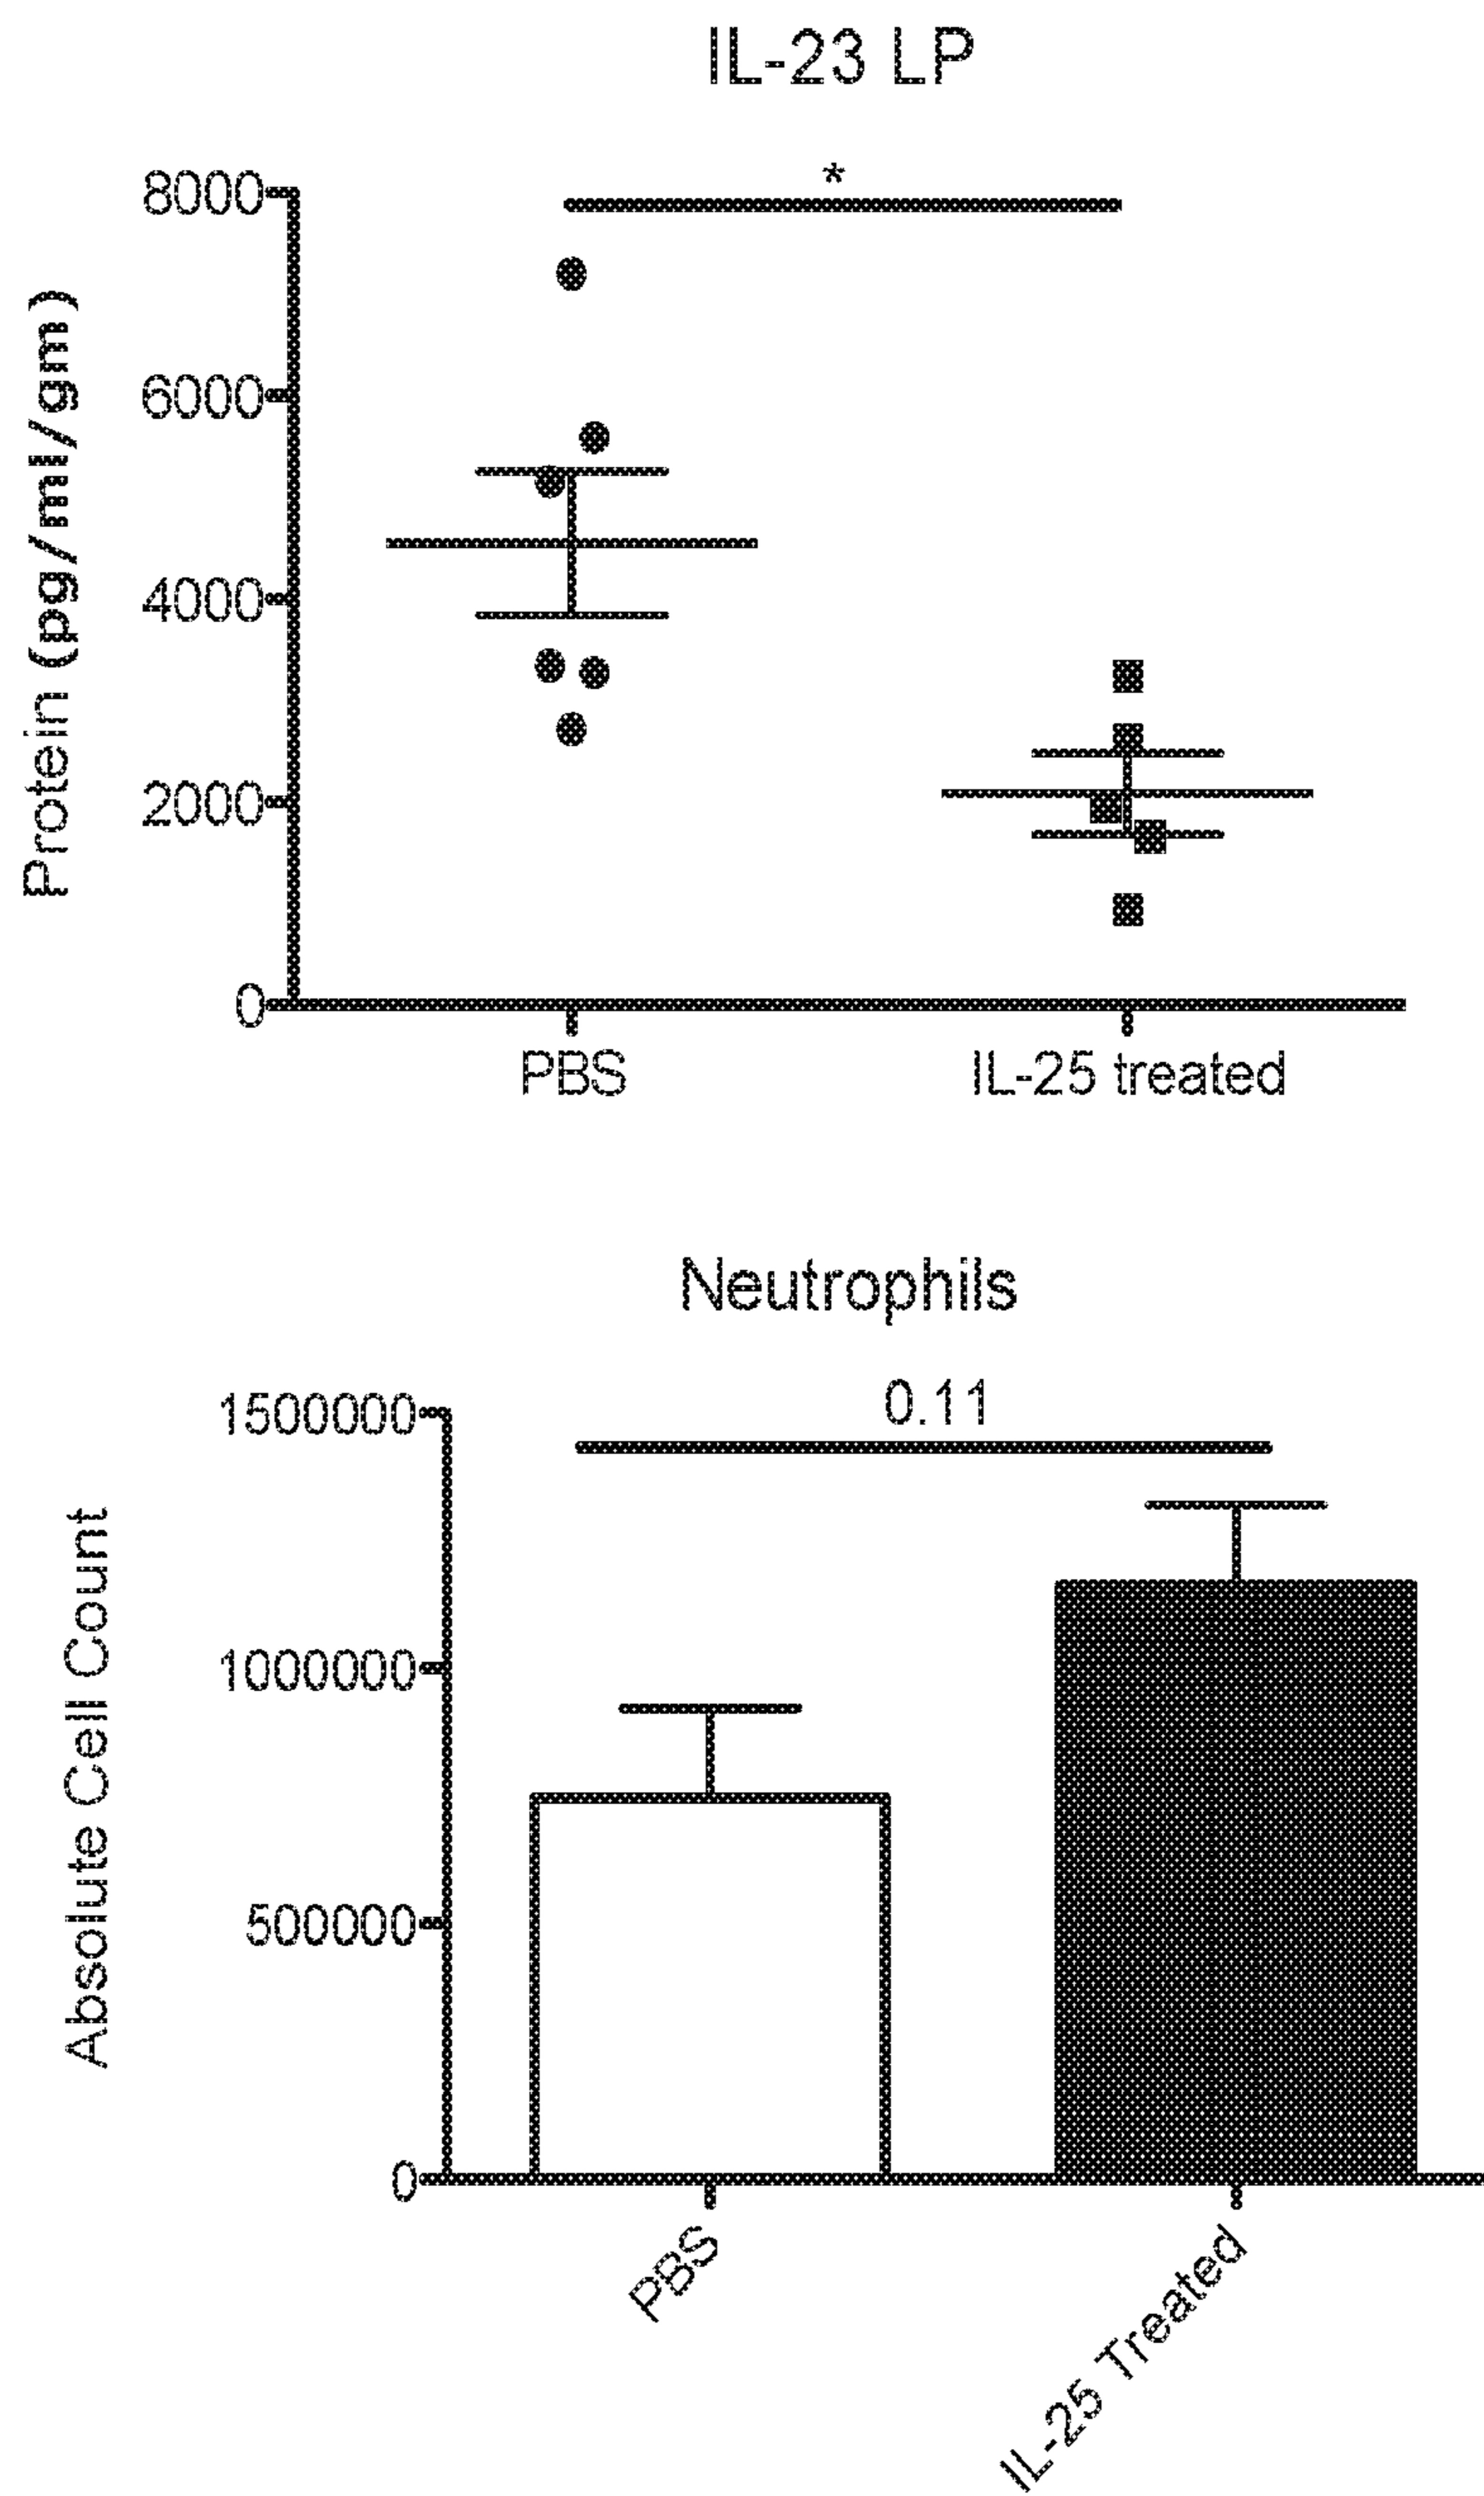 IL-23 LP
*
8000
6000
4000
2000
0
Protein (pg/ml/gm)
PBS
IL-25 treated
Neutrophils
0.11
1500000
1000000
500000
0
Absolute Cell Count
PBS
IL-25 Treated